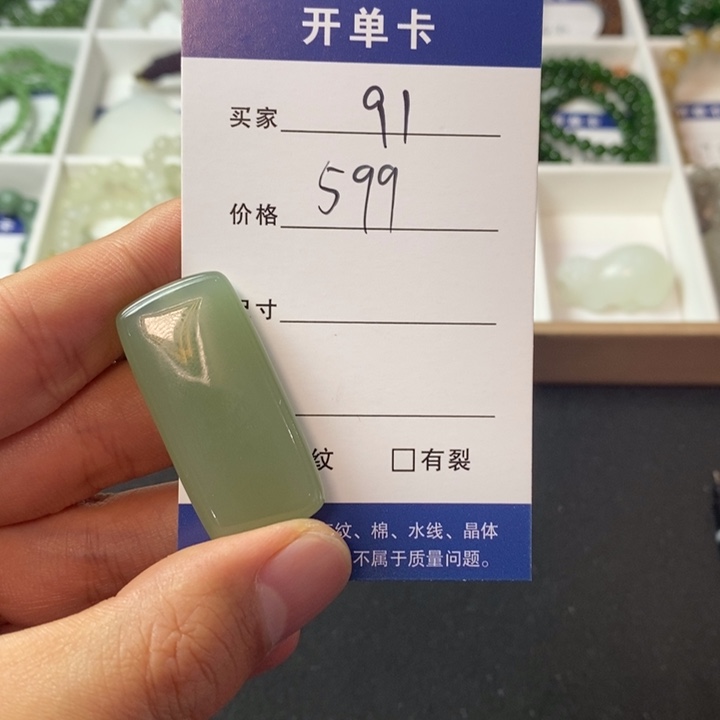 开单卡
买家 91
价格 599
寸
纹 □有裂
纹、棉、水线、晶体
不属于质量问题。